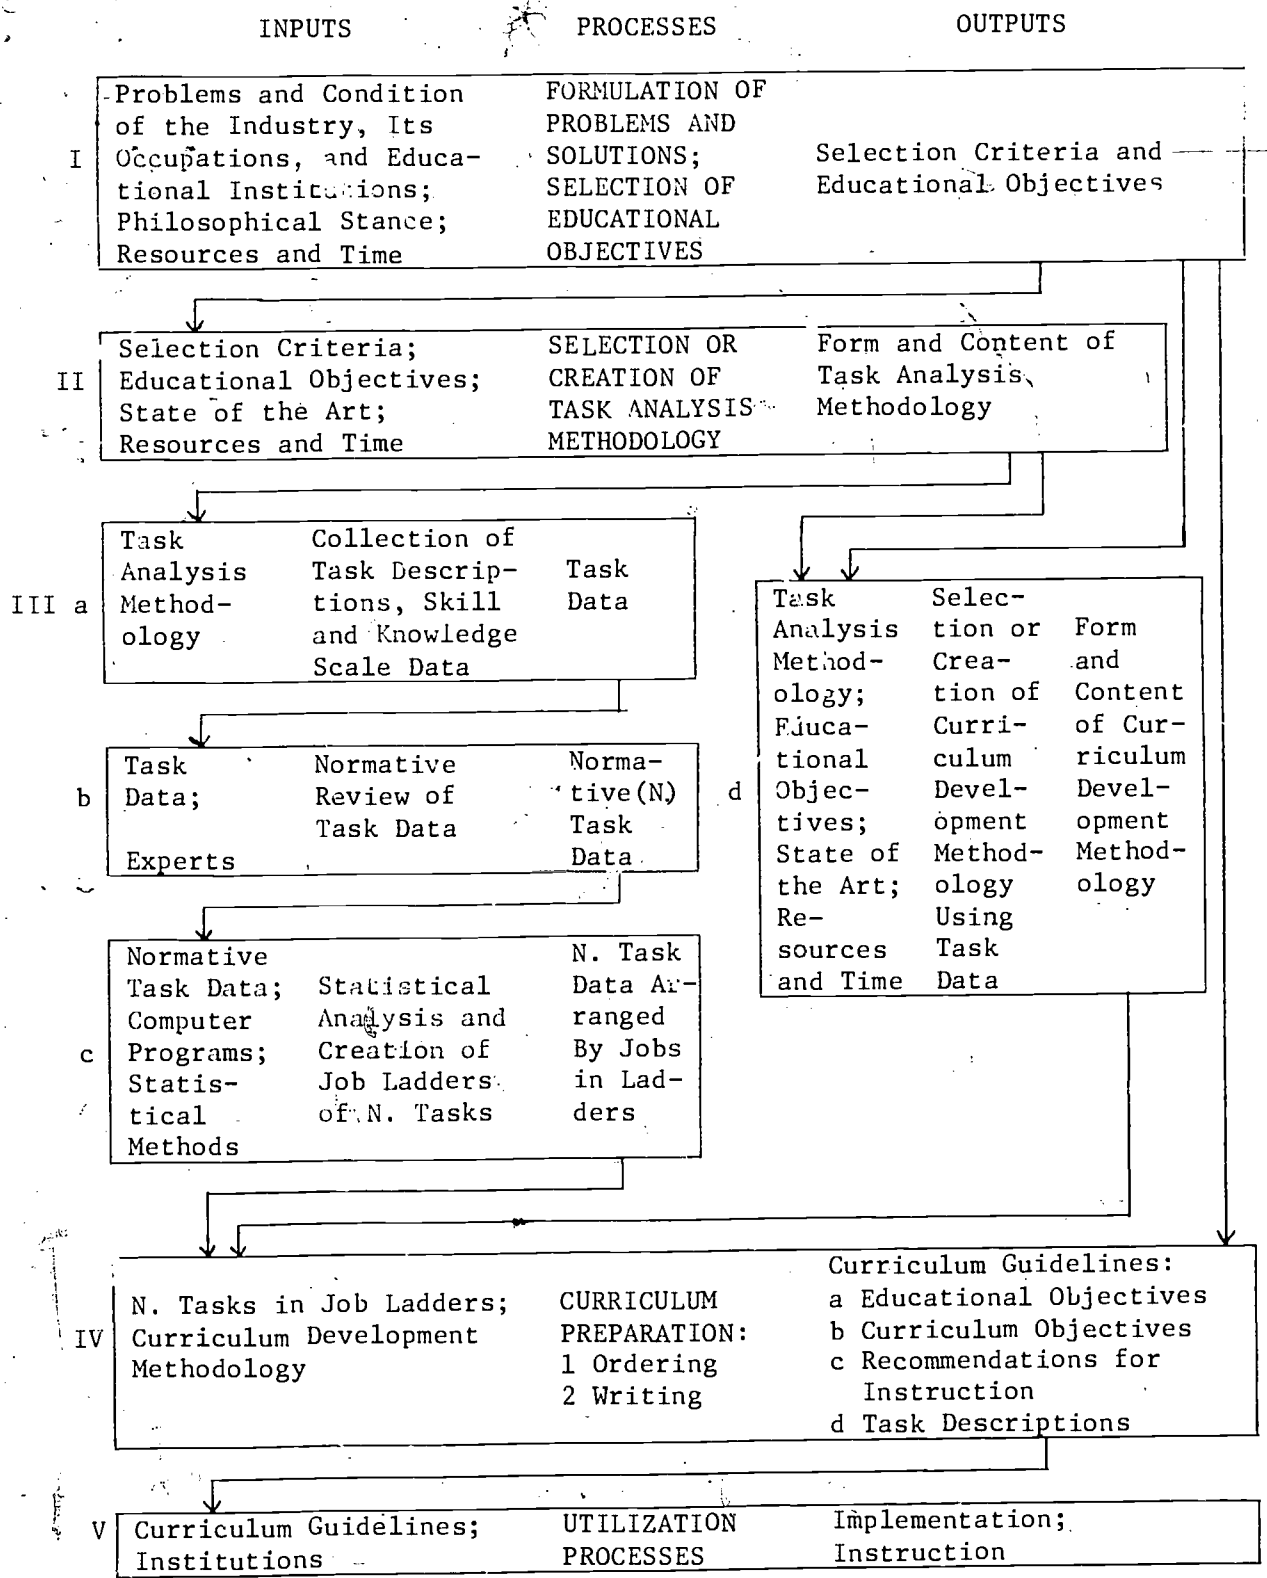 INPUTS PROCESSES OUTPUTS
I
Problems and Condition
of the Industry, Its
Occupations, and Educa-
tional Institutions;
Philosophical Stance;
Resources and Time
FORMULATION OF
PROBLEMS AND
SOLUTIONS;
SELECTION OF
EDUCATIONAL
OBJECTIVES
Selection Criteria and
Educational Objectives
II
Selection Criteria;
Educational Objectives;
State of the Art;
Resources and Time
SELECTION OR
CREATION OF
TASK ANALYSIS
METHODOLOGY
Form and Content of
Task Analysis
Methodology
III a
Task
Analysis
Method-
ology
Collection of
Task Descrip-
tions, Skill
and Knowledge
Scale Data
Task
Data
b
Task
Data;
Experts
Normative
Review of
Task Data
Norma-
tive(N.)
Task
Data
c
Normative
Task Data;
Computer
Programs;
Statis-
tical
Methods
Statistical
Analysis and
Creation of
Job Ladders
of N. Tasks
N. Task
Data Ar-
ranged
By Jobs
in Lad-
ders
d
Task
Analysis
Method-
ology;
Educa-
tional
Objec-
tives;
State of
the Art;
Re-
sources
and Time
Selec-
tion or
Crea-
tion of
Curri-
culum
Devel-
opment
Method-
ology
Using
Task
Data
Form
and
Content
of Cur-
riculum
Devel-
opment
Method-
ology
IV
N. Tasks in Job Ladders;
Curriculum Development
Methodology
CURRICULUM
PREPARATION:
1 Ordering
2 Writing
Curriculum Guidelines:
a Educational Objectives
b Curriculum Objectives
c Recommendations for
Instruction
d Task Descriptions
V
Curriculum Guidelines;
Institutions
UTILIZATION
PROCESSES
Implementation;
Instruction